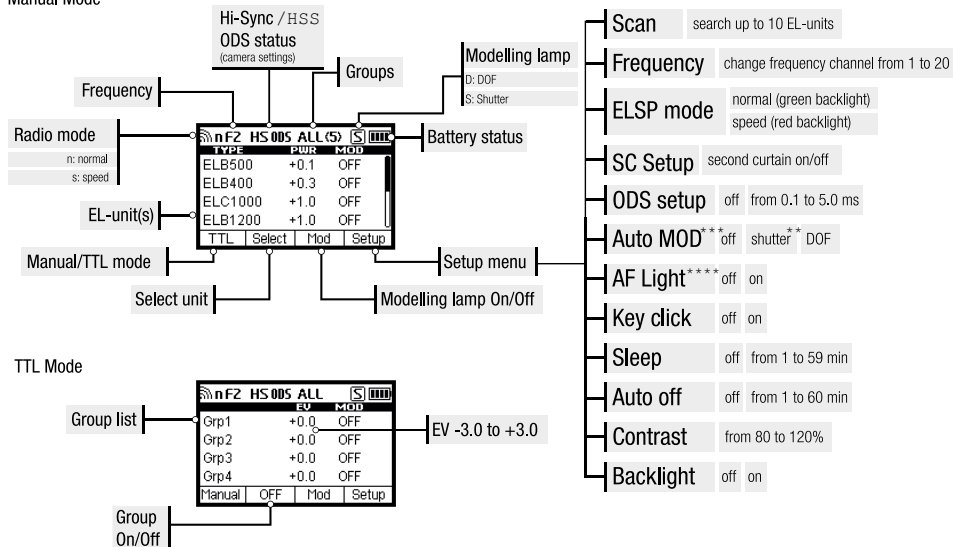 Manual Mode
Hi-Sync / HSS
ODS status
(camera settings)
Groups
Modelling lamp
D: DOF
S: Shutter
Frequency
Radio mode
n: normal
s: speed
Battery status
n F2 HS ODS ALL(5) S
TYPE PWR MOD
ELB500 +0.1 OFF
ELB400 +0.3 OFF
ELC1000 +1.0 OFF
ELB1200 +1.0 OFF
TTL Select Mod Setup
EL-unit(s)
Manual/TTL mode
Select unit
Modelling lamp On/Off
Setup menu
Scan search up to 10 EL-units
Frequency change frequency channel from 1 to 20
ELSP mode normal (green backlight)
speed (red backlight)
SC Setup second curtain on/off
ODS setup off from 0.1 to 5.0 ms
Auto MOD*** off shutter** DOF
AF Light**** off on
Key click off on
Sleep off from 1 to 59 min
Auto off off from 1 to 60 min
Contrast from 80 to 120%
Backlight off on
TTL Mode
Group list
n F2 HS ODS ALL S
EV MOD
Grp1 +0.0 OFF
Grp2 +0.0 OFF
Grp3 +0.0 OFF
Grp4 +0.0 OFF
Manual OFF Mod Setup
EV -3.0 to +3.0
Group
On/Off